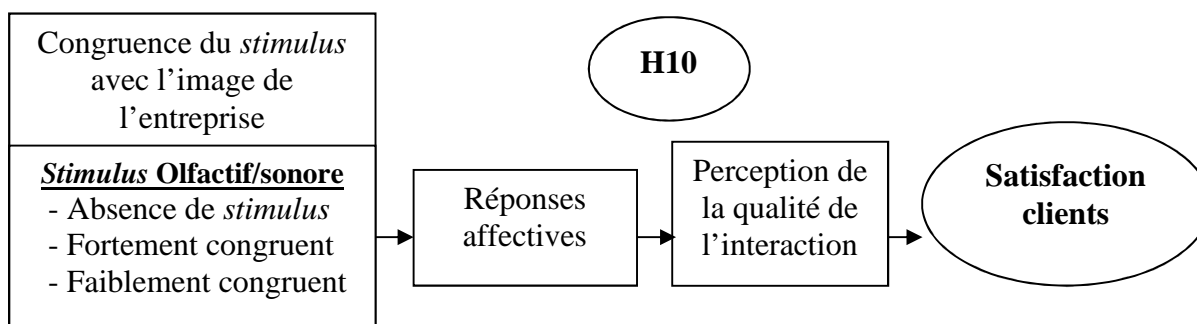 Congruence du stimulus
avec l’image de
l’entreprise
Stimulus Olfactif/sonore
- Absence de stimulus
- Fortement congruent
- Faiblement congruent
Réponses
affectives
H10
Perception de
la qualité de
l’interaction
Satisfaction
clients